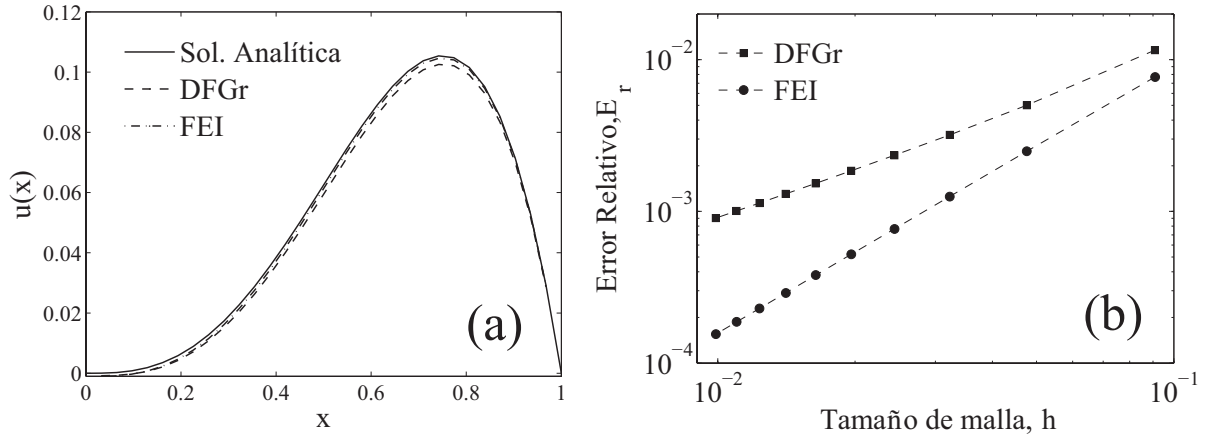 0.12
0.1
0.08
0.06
0.04
0.02
0
u(x)
Sol. Analítica
DFGr
FEI
(a)
0 0.2 0.4 0.6 0.8 1
x
10⁻²
10⁻³
10⁻⁴
Error Relativo,E_r
DFGr
FEI
(b)
10⁻² 10⁻¹
Tamaño de malla, h